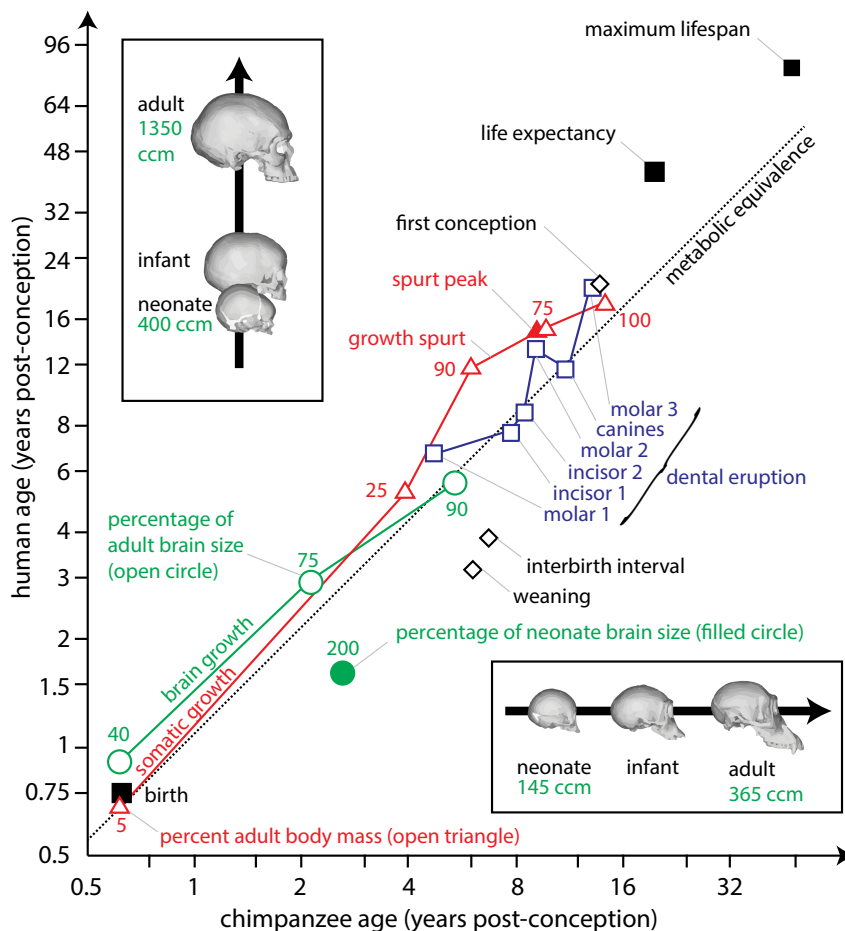 96
64
48
32
24
16
12
8
6
4
3
2
1.5
1
0.75
0.5
human age (years post-conception)
adult
1350
ccm
infant
neonate
400 ccm
maximum lifespan
life expectancy
metabolic equivalence
first conception
spurt peak
75
100
growth spurt
90
25
molar 3
canines
molar 2
incisor 2
incisor 1
molar 1
dental eruption
percentage of
adult brain size
(open circle)
75
90
interbirth interval
weaning
200
percentage of neonate brain size (filled circle)
brain growth
somatic growth
40
birth
5
percent adult body mass (open triangle)
neonate
145 ccm
infant
adult
365 ccm
0.5
1
2
4
8
16
32
chimpanzee age (years post-conception)